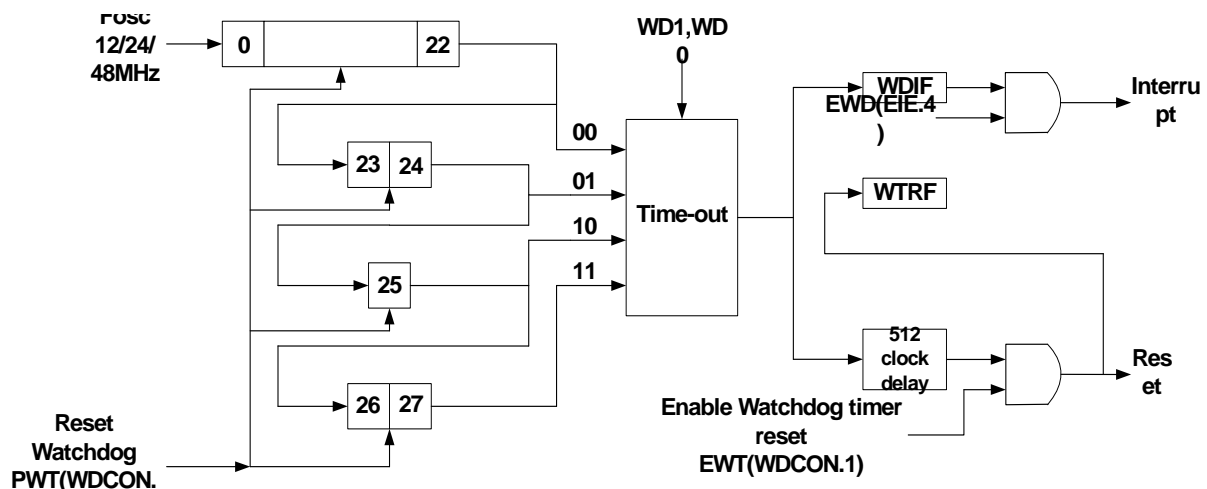 Fosc
12/24/
48MHz
0
22
WD1,WD
0
WDIF
EWD(EIE.4
)
Interru
pt
00
23
24
01
WTRF
Time-out
10
25
11
512
clock
delay
Res
et
26
27
Enable Watchdog timer
reset
EWT(WDCON.1)
Reset
Watchdog
PWT(WDCON.